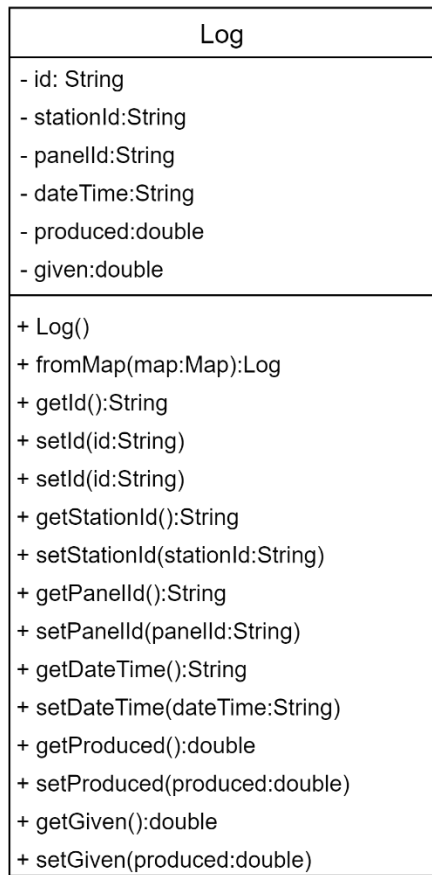 Log
- id: String
- stationId:String
- panelId:String
- dateTime:String
- produced:double
- given:double
+ Log()
+ fromMap(map:Map):Log
+ getId():String
+ setId(id:String)
+ setId(id:String)
+ getStationId():String
+ setStationId(stationId:String)
+ getPanelId():String
+ setPanelId(panelId:String)
+ getDateTime():String
+ setDateTime(dateTime:String)
+ getProduced():double
+ setProduced(produced:double)
+ getGiven():double
+ setGiven(produced:double)